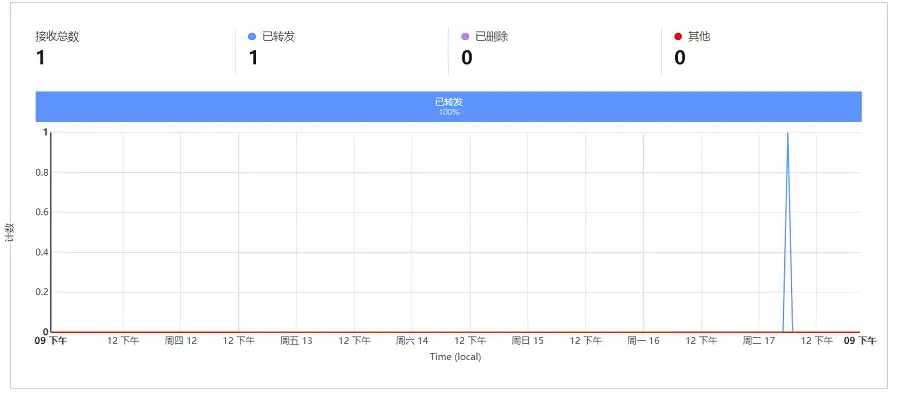 接收总数
1
已转发
1
已删除
0
其他
0
已转发
100%
1
0.8
0.6
0.4
0.2
0
计数
09 下午
12 下午
周四 12
12 下午
周五 13
12 下午
周六 14
12 下午
周日 15
12 下午
周一 16
12 下午
周二 17
12 下午
09 下午
Time (local)